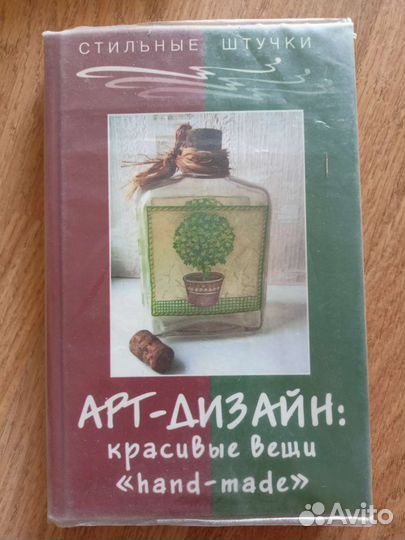 СТИЛЬНЫЕ ШТУЧКИ
АРТ-ДИЗАЙН:
красивые вещи
«hand-made»
Avito